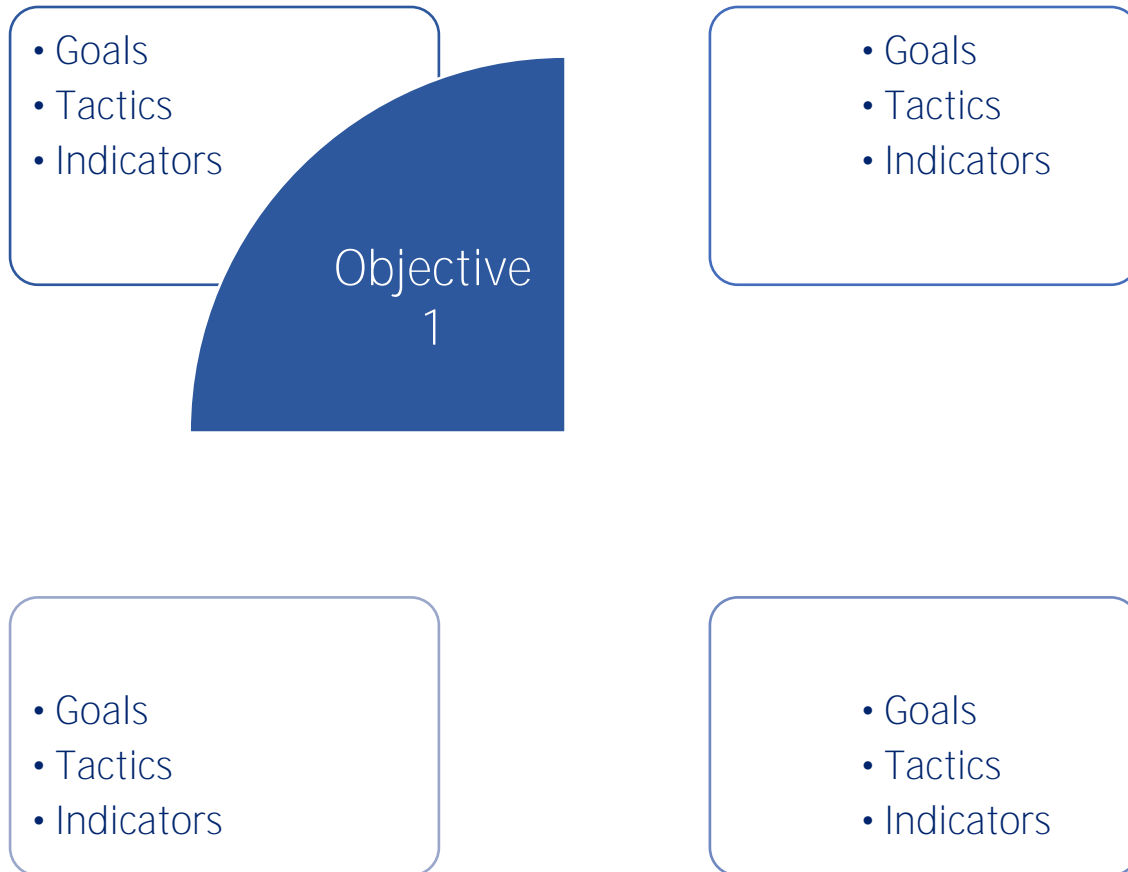 • Goals
• Tactics
• Indicators
Objective
1
• Goals
• Tactics
• Indicators
• Goals
• Tactics
• Indicators
• Goals
• Tactics
• Indicators